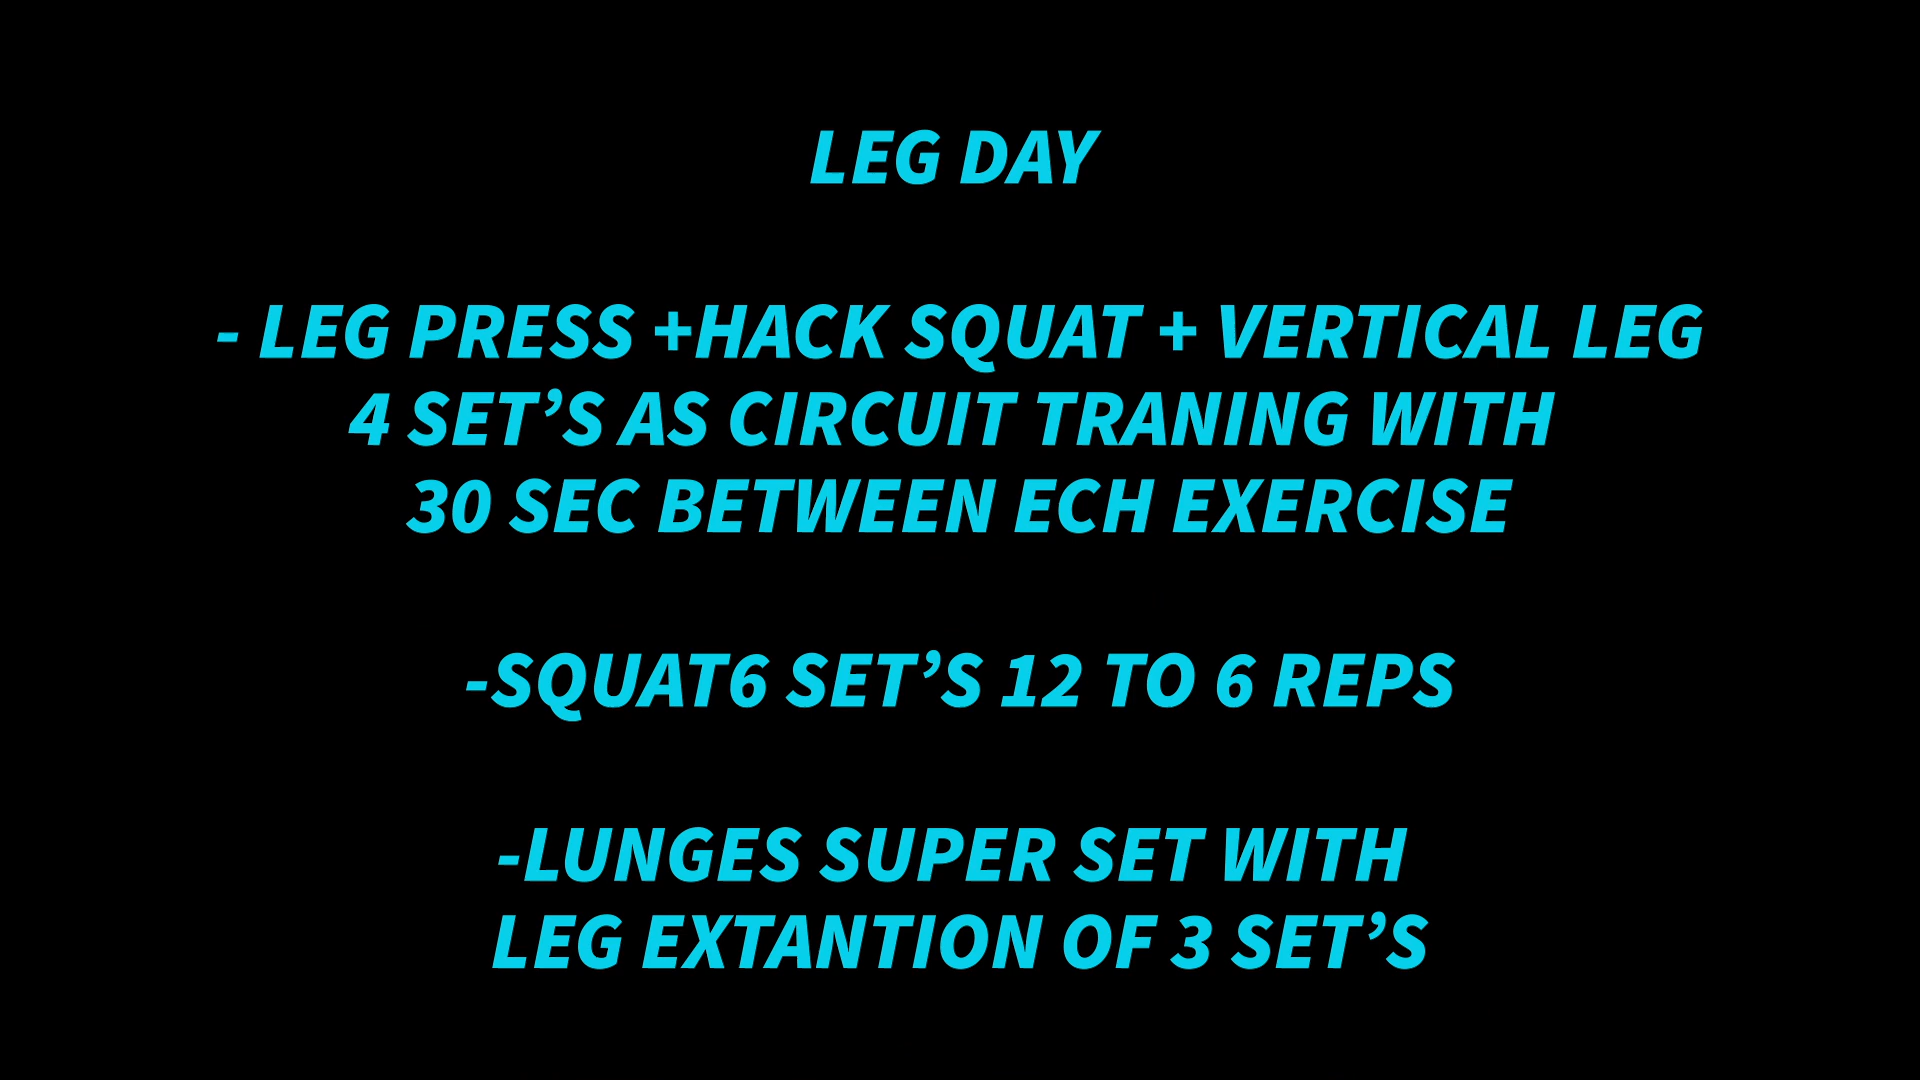 LEG DAY
- LEG PRESS +HACK SQUAT + VERTICAL LEG
4 SET’S AS CIRCUIT TRANING WITH
30 SEC BETWEEN ECH EXERCISE
-SQUAT6 SET’S 12 TO 6 REPS
-LUNGES SUPER SET WITH
LEG EXTANTION OF 3 SET’S